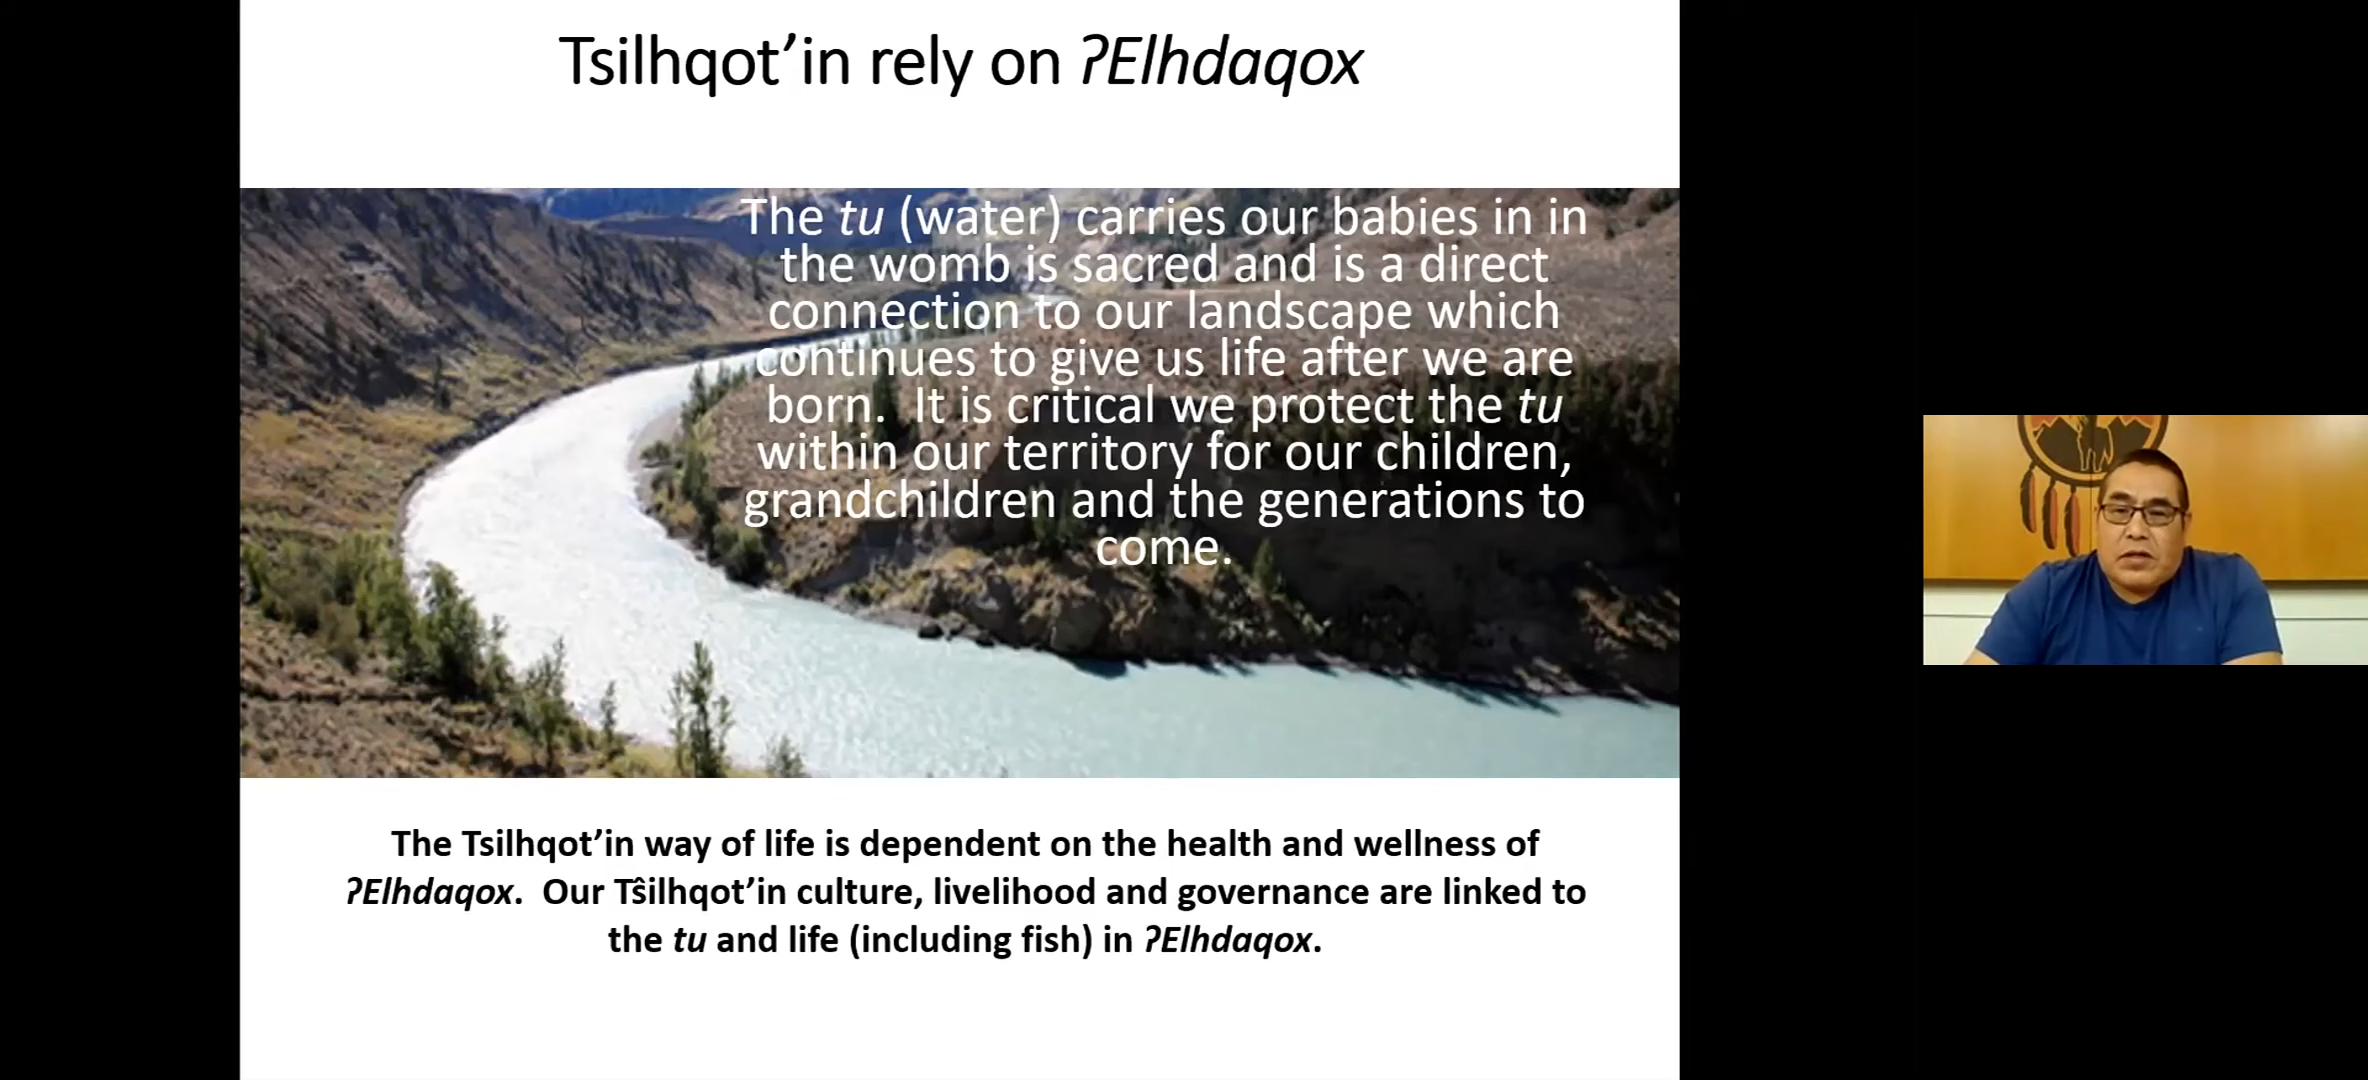 Tsilhqot’in rely on ʔElhdaqox
The tu (water) carries our babies in in
the womb is sacred and is a direct
connection to our landscape which
continues to give us life after we are
born.  It is critical we protect the tu
within our territory for our children,
grandchildren and the generations to
come.
The Tsilhqot’in way of life is dependent on the health and wellness of
ʔElhdaqox.  Our Tŝilhqot’in culture, livelihood and governance are linked to
the tu and life (including fish) in ʔElhdaqox.